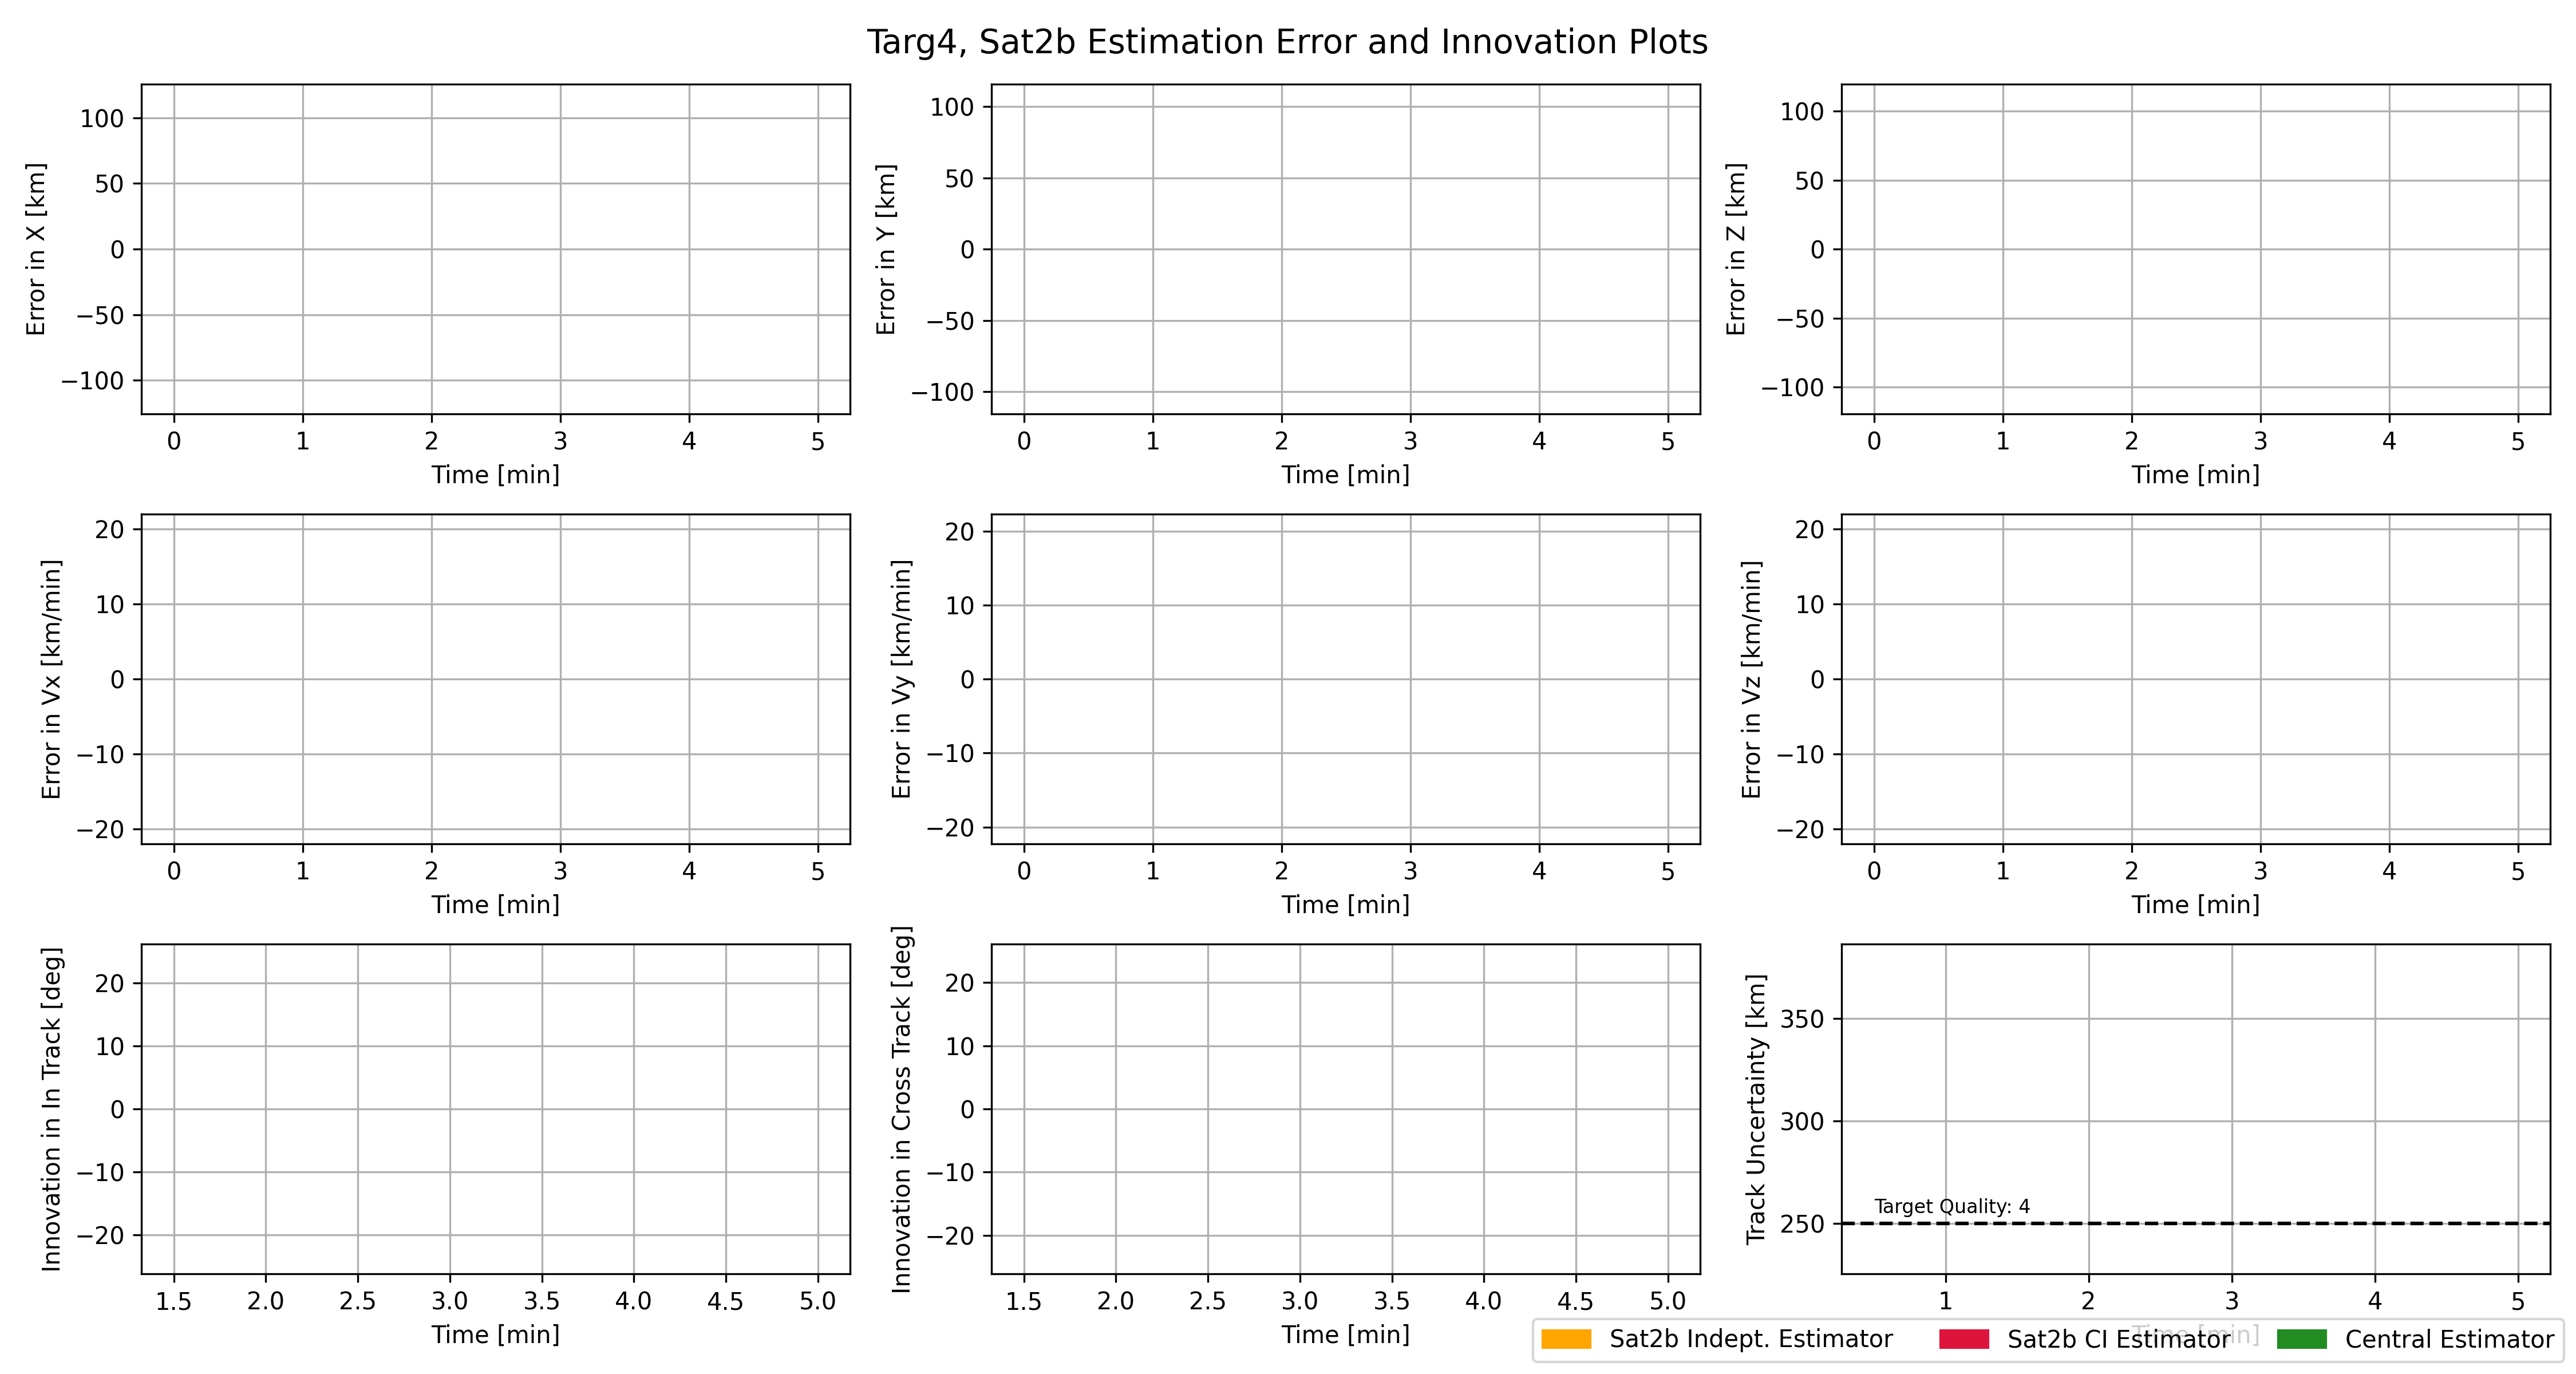 Targ4, Sat2b Estimation Error and Innovation Plots
Error in X [km]
100
50
0
−50
−100
0 1 2 3 4 5
Time [min]
Error in Y [km]
100
50
0
−50
−100
0 1 2 3 4 5
Time [min]
Error in Z [km]
100
50
0
−50
−100
0 1 2 3 4 5
Time [min]
Error in Vx [km/min]
20
10
0
−10
−20
0 1 2 3 4 5
Time [min]
Error in Vy [km/min]
20
10
0
−10
−20
0 1 2 3 4 5
Time [min]
Error in Vz [km/min]
20
10
0
−10
−20
0 1 2 3 4 5
Time [min]
Innovation in In Track [deg]
20
10
0
−10
−20
1.5 2.0 2.5 3.0 3.5 4.0 4.5 5.0
Time [min]
Innovation in Cross Track [deg]
20
10
0
−10
−20
1.5 2.0 2.5 3.0 3.5 4.0 4.5 5.0
Time [min]
Track Uncertainty [km]
350
300
250
Target Quality: 4
1 2 3 4 5
Time [min]
Sat2b Indept. Estimator Sat2b CI Estimator Central Estimator